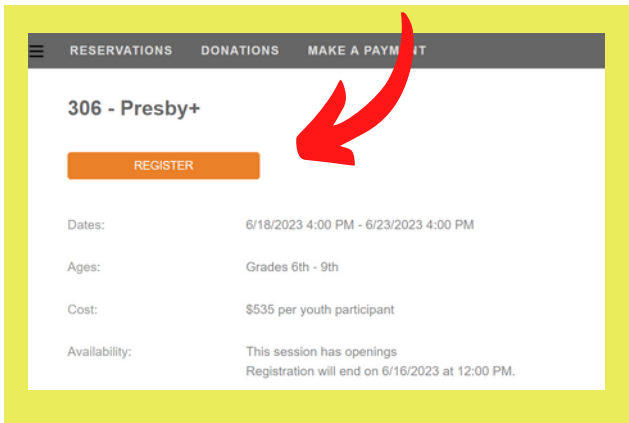 RESERVATIONS DONATIONS MAKE A PAYMENT
306 - Presby+
REGISTER
Dates: 6/18/2023 4:00 PM - 6/23/2023 4:00 PM
Ages: Grades 6th - 9th
Cost: $535 per youth participant
Availability: This session has openings
Registration will end on 6/16/2023 at 12:00 PM.